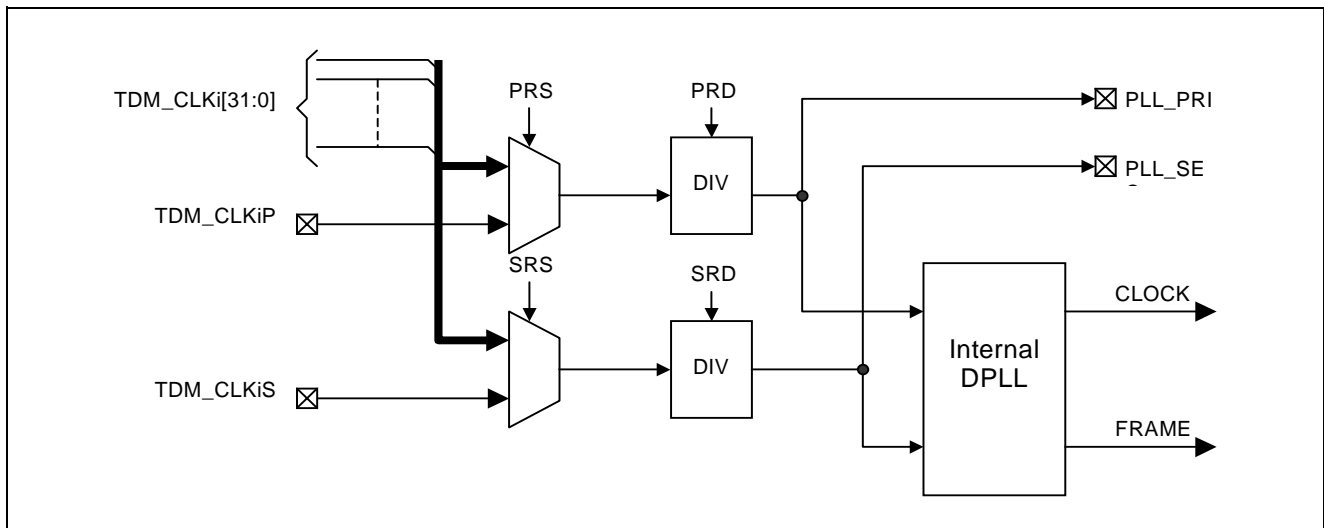 TDM_CLKi[31:0]
PRS
PRD
PLL_PRI
DIV
PLL_SE
TDM_CLKiP
SRS
SRD
CLOCK
Internal
DPLL
DIV
TDM_CLKiS
FRAME